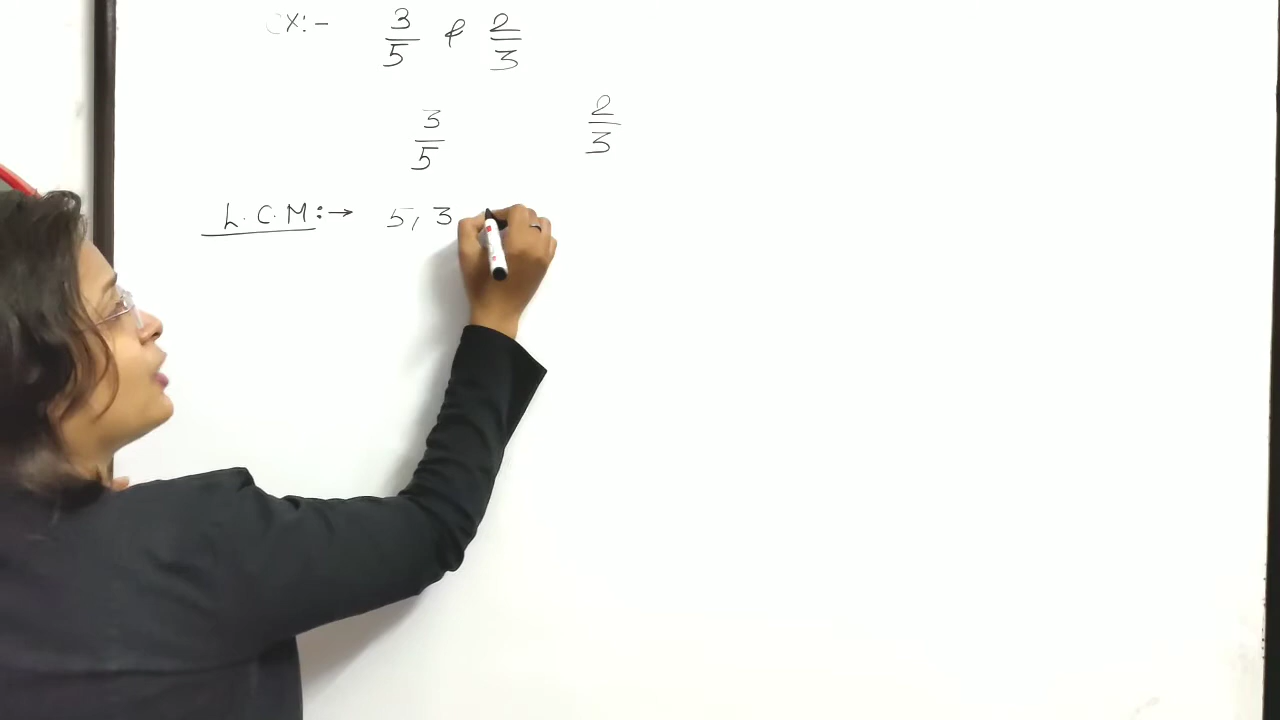 Ex:- 3/5 & 2/3
3/5 2/3
L.C.M:→ 5, 3